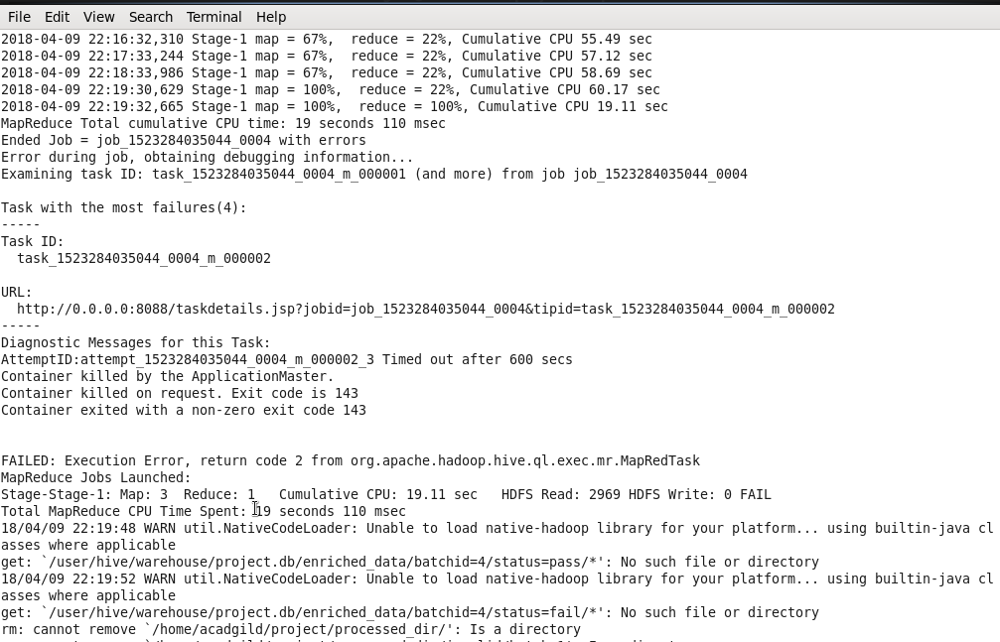 File Edit View Search Terminal Help
2018-04-09 22:16:32,310 Stage-1 map = 67%,  reduce = 22%, Cumulative CPU 55.49 sec
2018-04-09 22:17:33,244 Stage-1 map = 67%,  reduce = 22%, Cumulative CPU 57.12 sec
2018-04-09 22:18:33,986 Stage-1 map = 67%,  reduce = 22%, Cumulative CPU 58.69 sec
2018-04-09 22:19:30,629 Stage-1 map = 100%,  reduce = 22%, Cumulative CPU 60.17 sec
2018-04-09 22:19:32,665 Stage-1 map = 100%,  reduce = 100%, Cumulative CPU 19.11 sec
MapReduce Total cumulative CPU time: 19 seconds 110 msec
Ended Job = job_1523284035044_0004 with errors
Error during job, obtaining debugging information...
Examining task ID: task_1523284035044_0004_m_000001 (and more) from job job_1523284035044_0004
Task with the most failures(4):
-----
Task ID:
  task_1523284035044_0004_m_000002
URL:
  http://0.0.0.0:8088/taskdetails.jsp?jobid=job_1523284035044_0004&tipid=task_1523284035044_0004_m_000002
-----
Diagnostic Messages for this Task:
AttemptID:attempt_1523284035044_0004_m_000002_3 Timed out after 600 secs
Container killed by the ApplicationMaster.
Container killed on request. Exit code is 143
Container exited with a non-zero exit code 143
FAILED: Execution Error, return code 2 from org.apache.hadoop.hive.ql.exec.mr.MapRedTask
MapReduce Jobs Launched:
Stage-Stage-1: Map: 3  Reduce: 1   Cumulative CPU: 19.11 sec   HDFS Read: 2969 HDFS Write: 0 FAIL
Total MapReduce CPU Time Spent: 19 seconds 110 msec
18/04/09 22:19:48 WARN util.NativeCodeLoader: Unable to load native-hadoop library for your platform... using builtin-java cl
asses where applicable
get: `/user/hive/warehouse/project.db/enriched_data/batchid=4/status=pass/*': No such file or directory
18/04/09 22:19:52 WARN util.NativeCodeLoader: Unable to load native-hadoop library for your platform... using builtin-java cl
asses where applicable
get: `/user/hive/warehouse/project.db/enriched_data/batchid=4/status=fail/*': No such file or directory
rm: cannot remove `/home/acadgild/project/processed_dir/': Is a directory